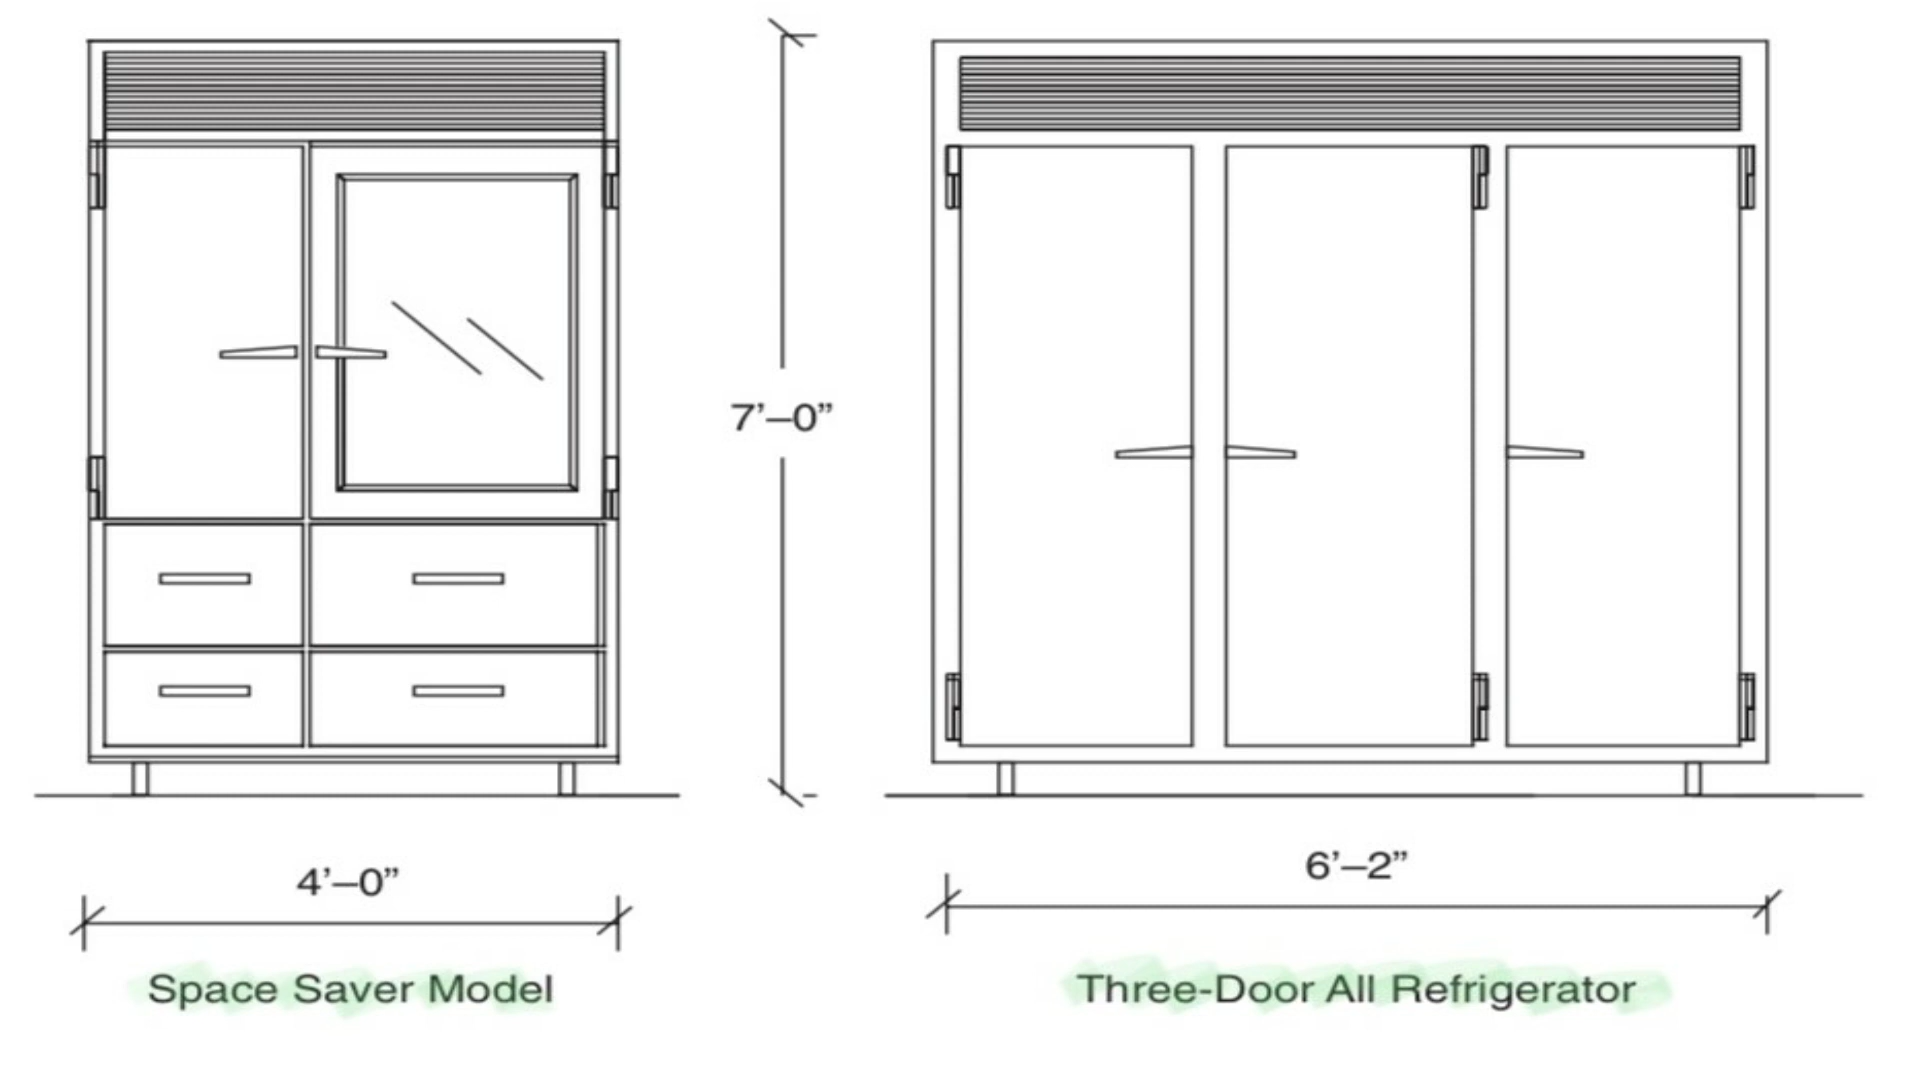 7’–0”
4’–0”
6’–2”
Space Saver Model
Three-Door All Refrigerator